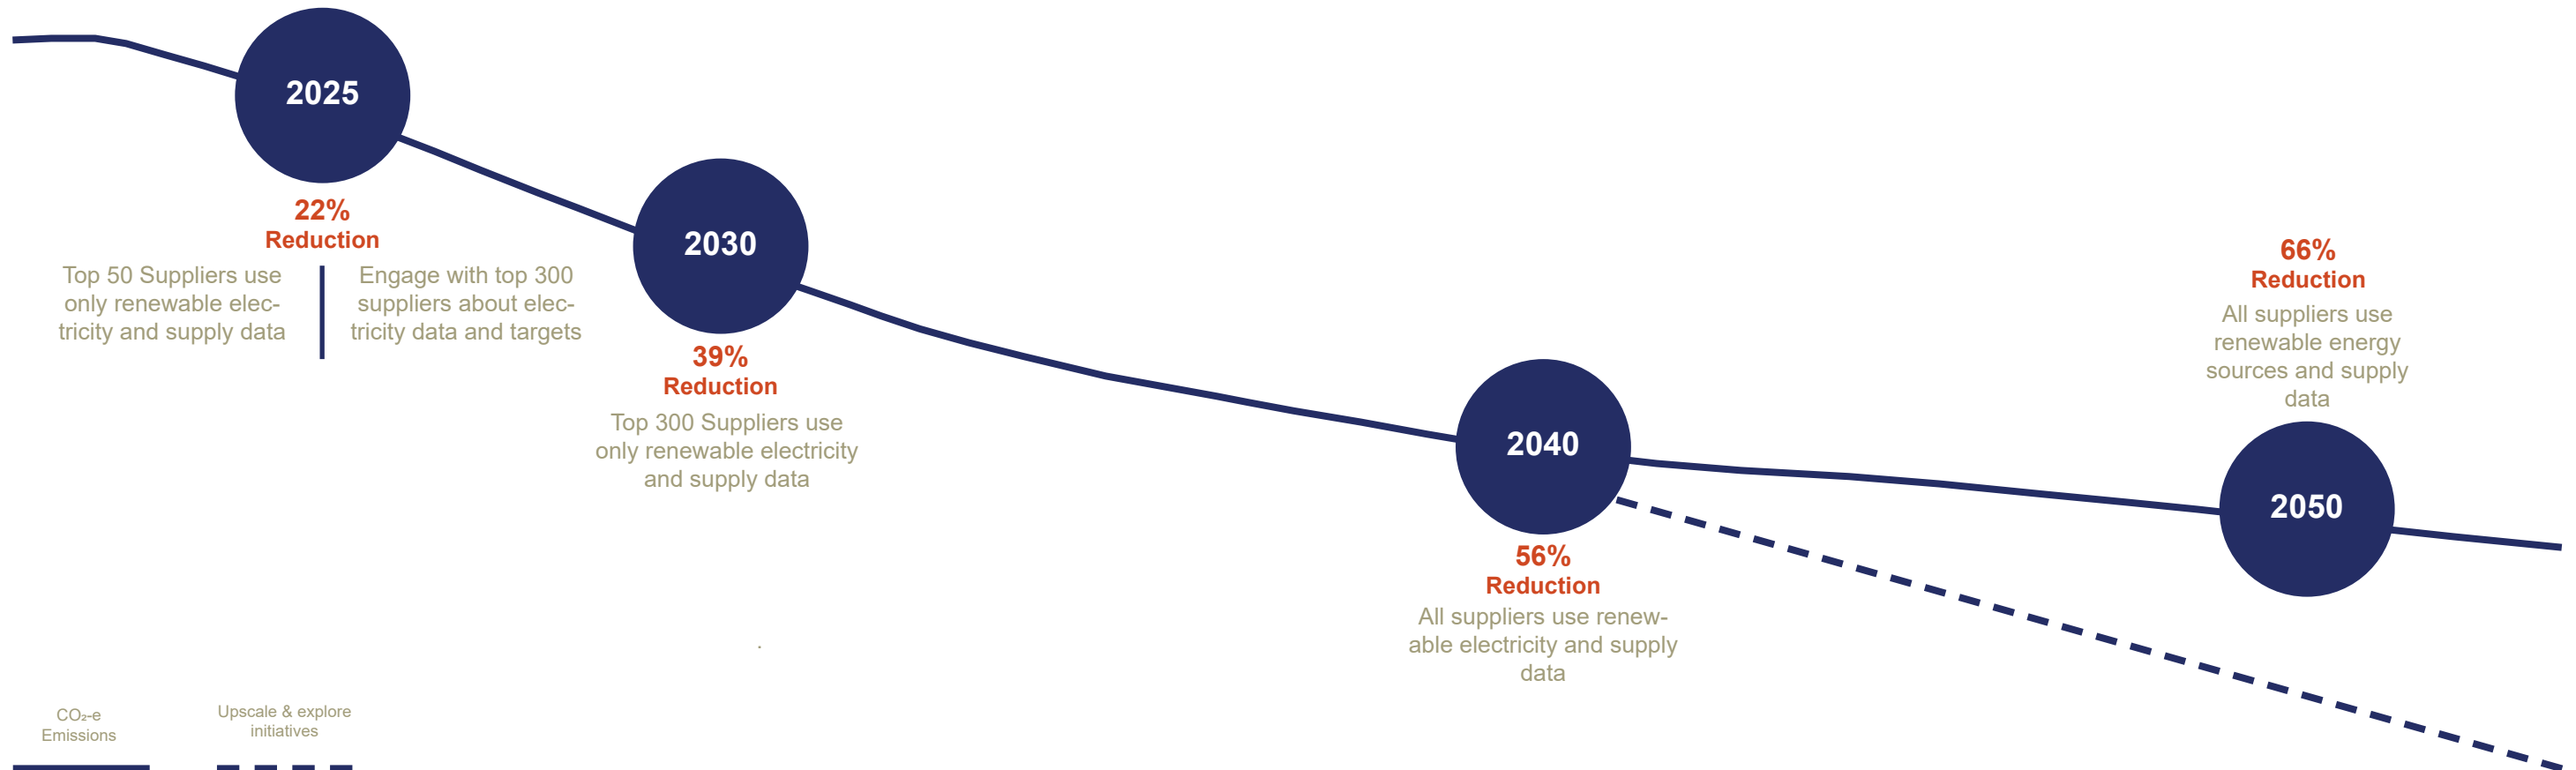 2025
22%
Reduction
Top 50 Suppliers use
only renewable elec-
tricity and supply data
Engage with top 300
suppliers about elec-
tricity data and targets
2030
39%
Reduction
Top 300 Suppliers use
only renewable electricity
and supply data
2040
56%
Reduction
All suppliers use renew-
able electricity and supply
data
66%
Reduction
All suppliers use
renewable energy
sources and supply
data
2050
CO₂-e
Emissions
Upscale & explore
initiatives